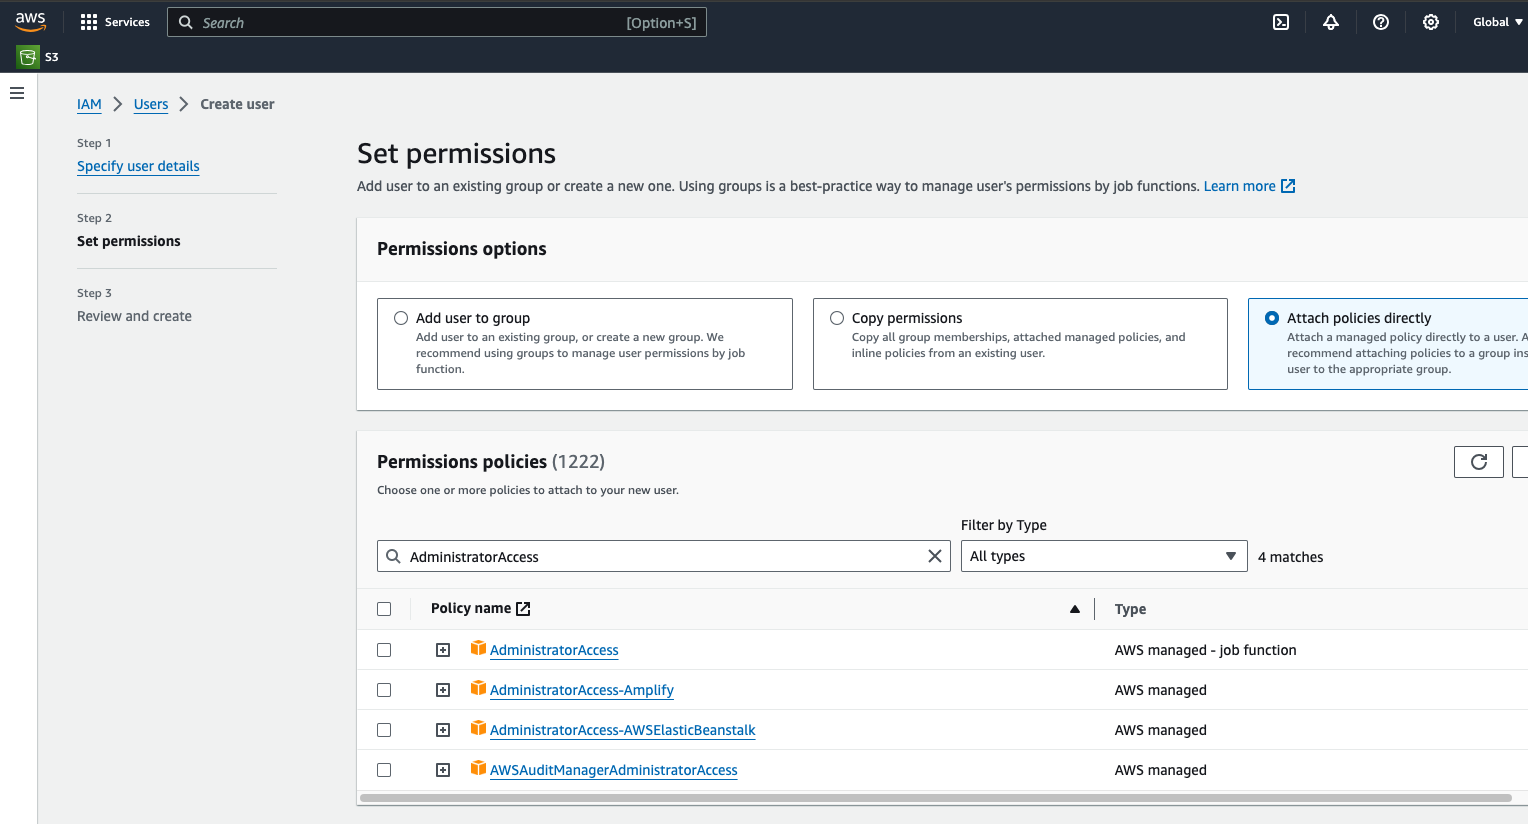 aws
Services
Search
[Option+S]
Global
S3
IAM
Users
Create user
Step 1
Specify user details
Step 2
Set permissions
Step 3
Review and create
Set permissions
Add user to an existing group or create a new one. Using groups is a best-practice way to manage user's permissions by job functions. Learn more
Permissions options
Add user to group
Add user to an existing group, or create a new group. We
recommend using groups to manage user permissions by job
function.
Copy permissions
Copy all group memberships, attached managed policies, and
inline policies from an existing user.
Attach policies directly
Attach a managed policy directly to a user. A
recommend attaching policies to a group ins
user to the appropriate group.
Permissions policies (1222)
Choose one or more policies to attach to your new user.
Filter by Type
AdministratorAccess
All types
4 matches
Policy name
Type
AdministratorAccess
AWS managed - job function
AdministratorAccess-Amplify
AWS managed
AdministratorAccess-AWSElasticBeanstalk
AWS managed
AWSAuditManagerAdministratorAccess
AWS managed